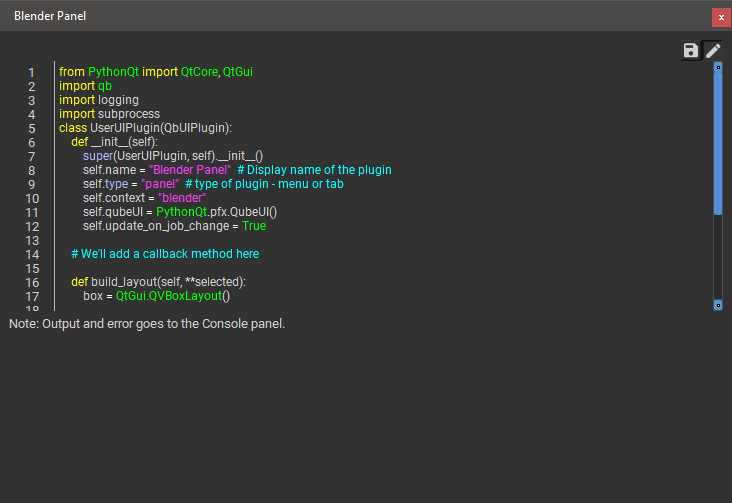 Blender Panel
x
1 from PythonQt import QtCore, QtGui
2 import qb
3 import logging
4 import subprocess
5 class UserUIPlugin(QbUIPlugin):
6 def __init__(self):
7 super(UserUIPlugin, self).__init__()
8 self.name = "Blender Panel" # Display name of the plugin
9 self.type = "panel" # type of plugin - menu or tab
10 self.context = "blender"
11 self.qubeUI = PythonQt.pfx.QubeUI()
12 self.update_on_job_change = True
13
14 # We'll add a callback method here
15
16 def build_layout(self, **selected):
17 box = QtGui.QVBoxLayout()
18
Note: Output and error goes to the Console panel.